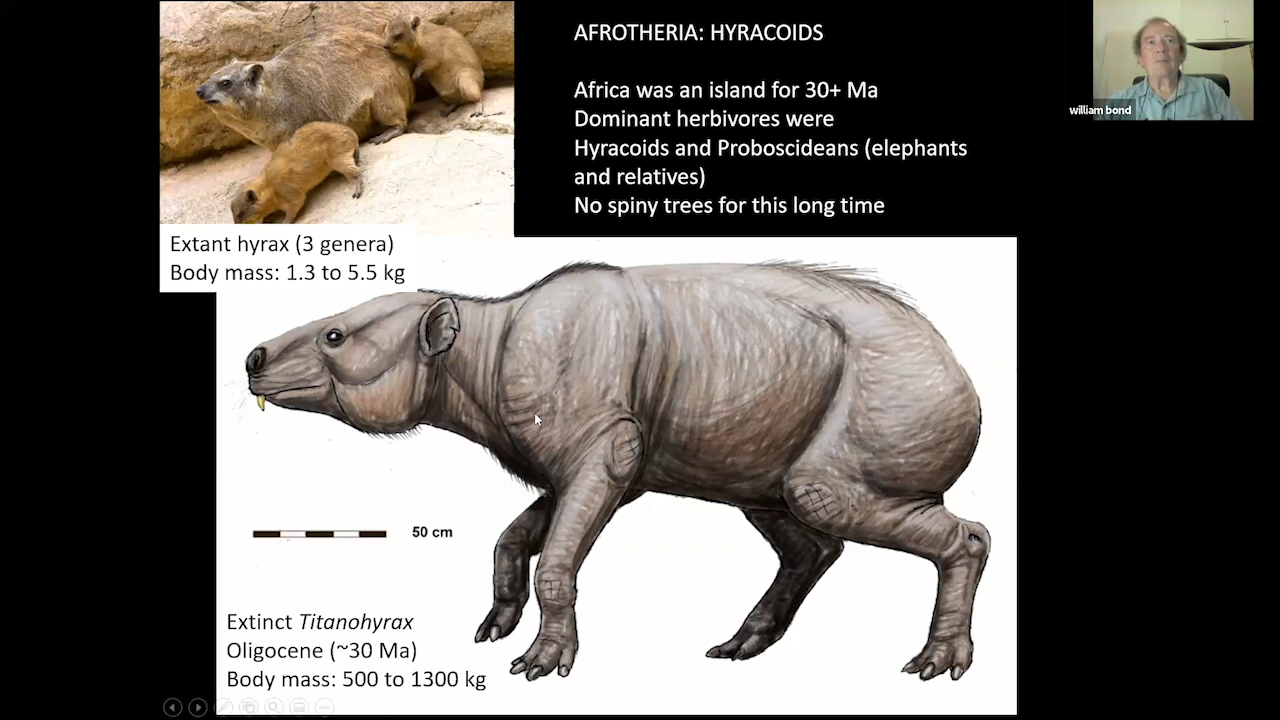 AFROTHERIA: HYRACOIDS
Africa was an island for 30+ Ma
Dominant herbivores were
Hyracoids and Proboscideans (elephants
and relatives)
No spiny trees for this long time
william bond
Extant hyrax (3 genera)
Body mass: 1.3 to 5.5 kg
50 cm
Extinct Titanohyrax
Oligocene (~30 Ma)
Body mass: 500 to 1300 kg